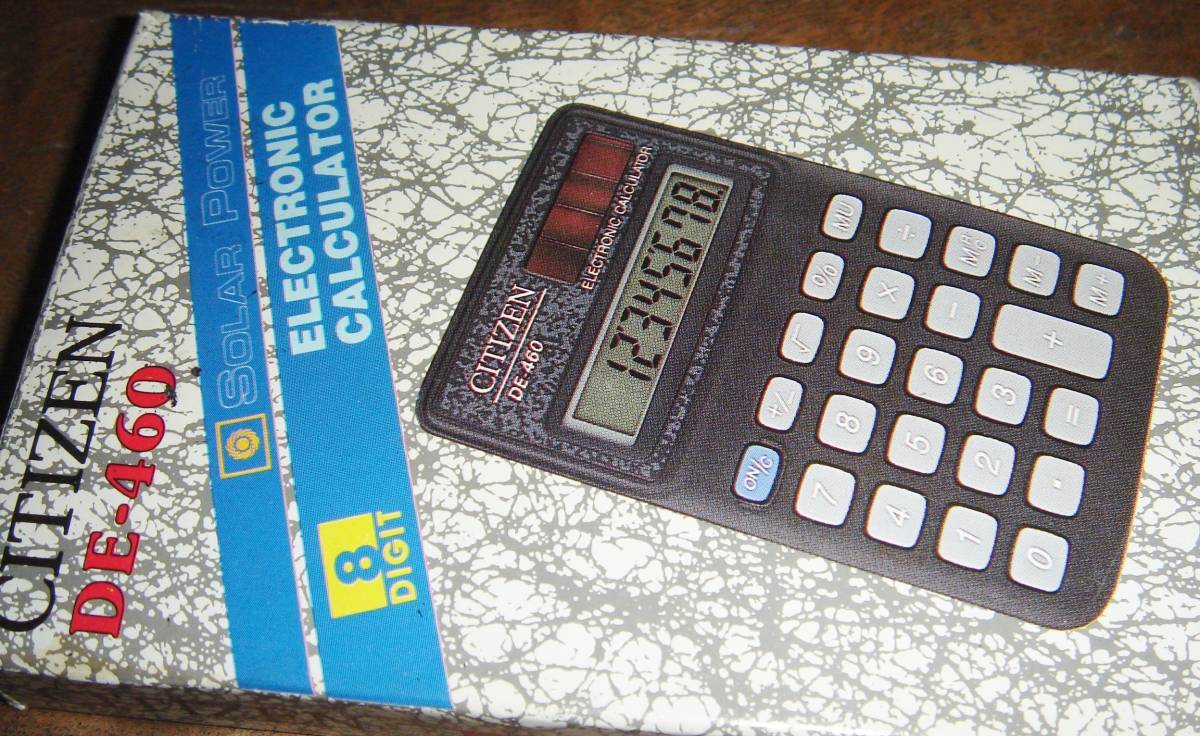 CITIZEN
DE-460
SOLAR POWER
ELECTRONIC
CALCULATOR
8
DIGIT
CITIZEN
DE-460
ELECTRONIC CALCULATOR
12345678.
ON/C
+/-
√
%
MU
7
8
9
×
÷
4
5
6
−
M R/C
1
2
3
+
M−
0
.
=
M+